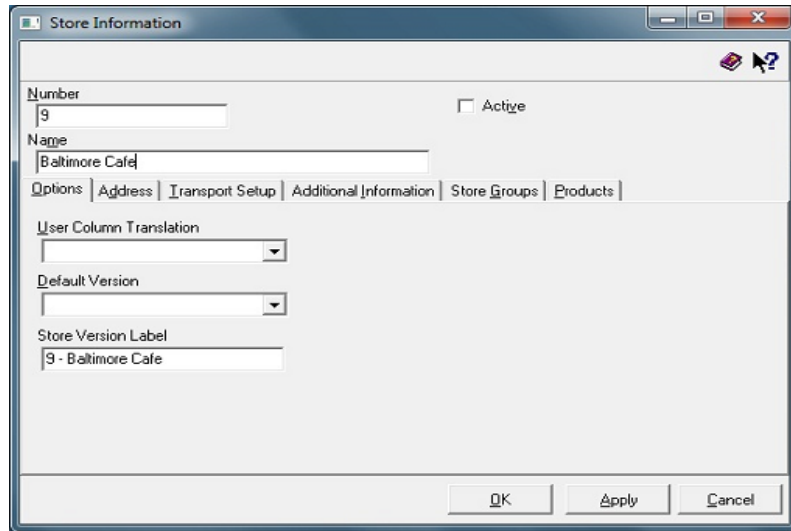 Store Information
Number
9
Active
Name
Baltimore Cafe
Options Address Transport Setup Additional Information Store Groups Products
User Column Translation
Default Version
Store Version Label
9 - Baltimore Cafe
OK Apply Cancel